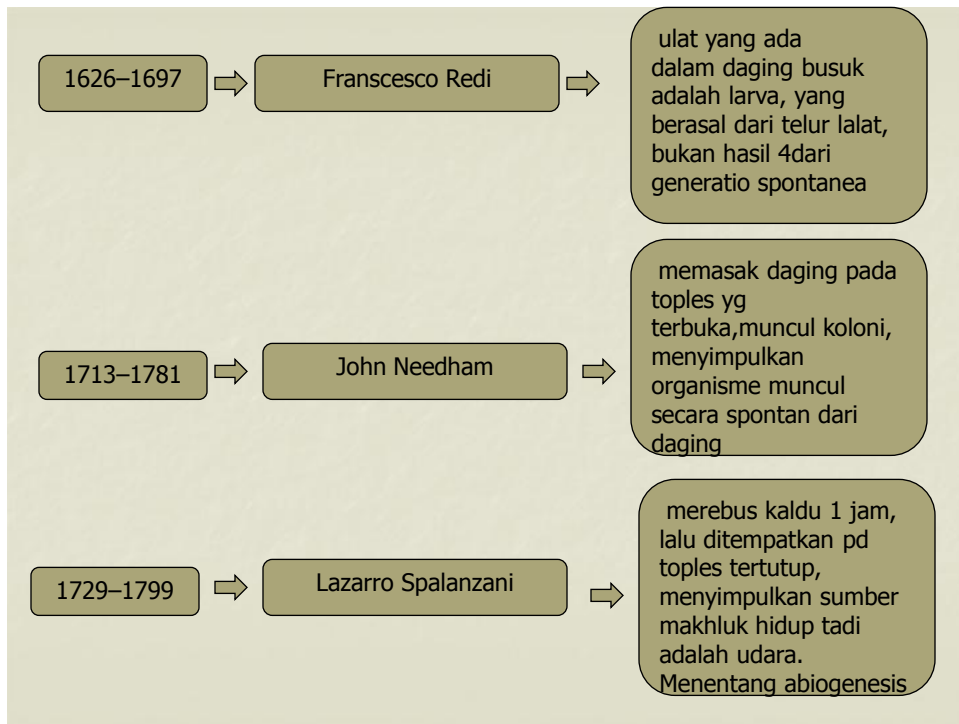 1626–1697
Franscesco Redi
ulat yang ada
dalam daging busuk
adalah larva, yang
berasal dari telur lalat,
bukan hasil 4dari
generatio spontanea
1713–1781
John Needham
memasak daging pada
toples yg
terbuka,muncul koloni,
menyimpulkan
organisme muncul
secara spontan dari
daging
1729–1799
Lazarro Spalanzani
merebus kaldu 1 jam,
lalu ditempatkan pd
toples tertutup,
menyimpulkan sumber
makhluk hidup tadi
adalah udara.
Menentang abiogenesis